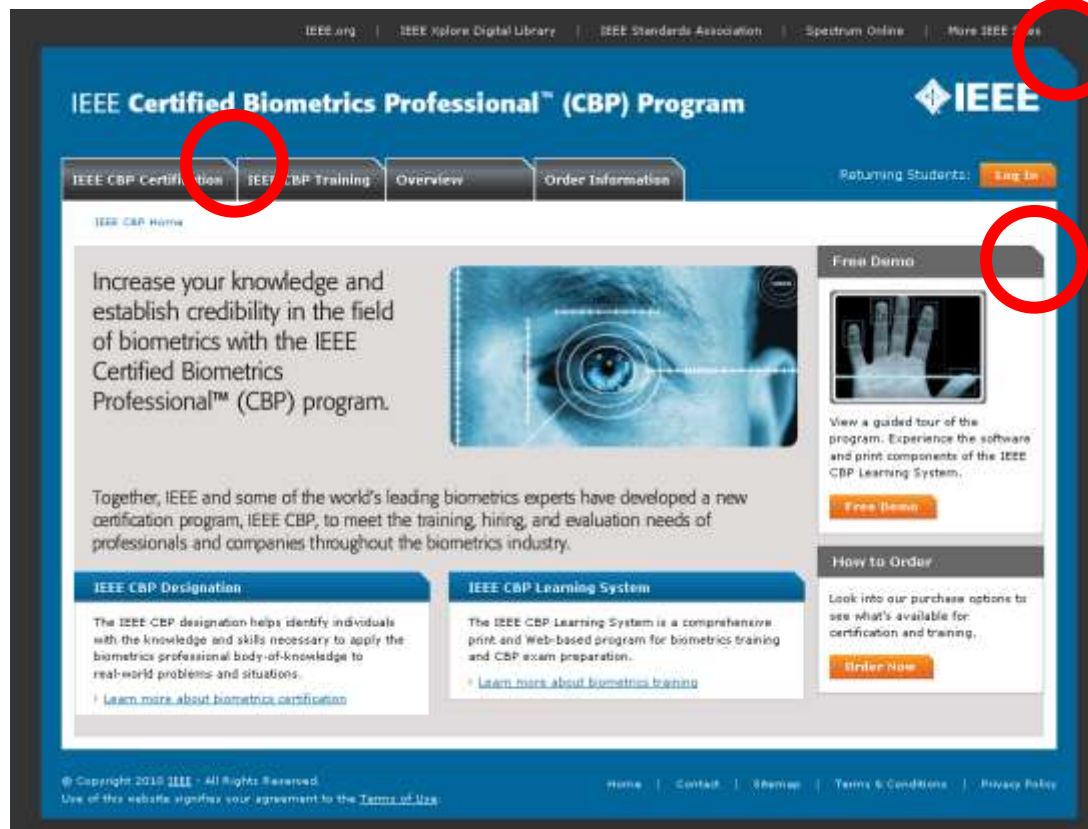 IEEE.org | IEEE Xplore Digital Library | IEEE Standards Association | Spectrum Online | More IEEE Sites
IEEE Certified Biometrics Professional™ (CBP) Program
IEEE
IEEE CBP Certification
IEEE CBP Training
Overview
Order Information
Returning Students:
Log In
IEEE CBP Home
Increase your knowledge and
establish credibility in the field
of biometrics with the IEEE
Certified Biometrics
Professional™ (CBP) program.
Together, IEEE and some of the world's leading biometrics experts have developed a new
certification program, IEEE CBP, to meet the training, hiring, and evaluation needs of
professionals and companies throughout the biometrics industry.
IEEE CBP Designation
The IEEE CBP designation helps identify individuals
with the knowledge and skills necessary to apply the
biometrics professional body-of-knowledge to
real-world problems and situations.
Learn more about biometrics certification
IEEE CBP Learning System
The IEEE CBP Learning System is a comprehensive
print and Web-based program for biometrics training
and CBP exam preparation.
Learn more about biometrics training
Free Demo
View a guided tour of the
program. Experience the software
and print components of the IEEE
CBP Learning System.
Free Demo
How to Order
Look into our purchase options to
see what's available for
certification and training.
Order Now
© Copyright 2010 IEEE - All Rights Reserved.
Use of this website signifies your agreement to the Terms of Use.
Home | Contact | Sitemap | Terms & Conditions | Privacy Policy